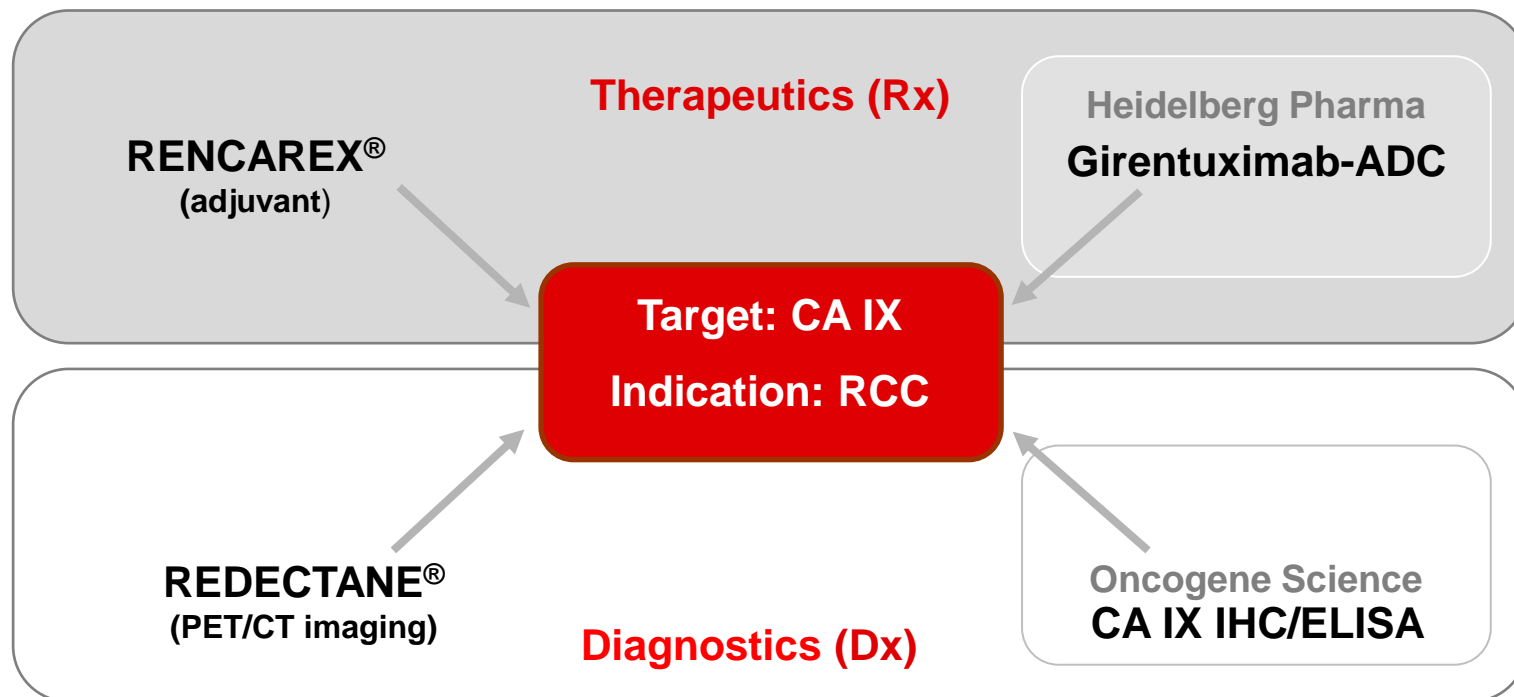 Therapeutics (Rx)
RENCAREX®
(adjuvant)
Heidelberg Pharma
Girentuximab-ADC
Target: CA IX
Indication: RCC
REDECTANE®
(PET/CT imaging)
Oncogene Science
CA IX IHC/ELISA
Diagnostics (Dx)